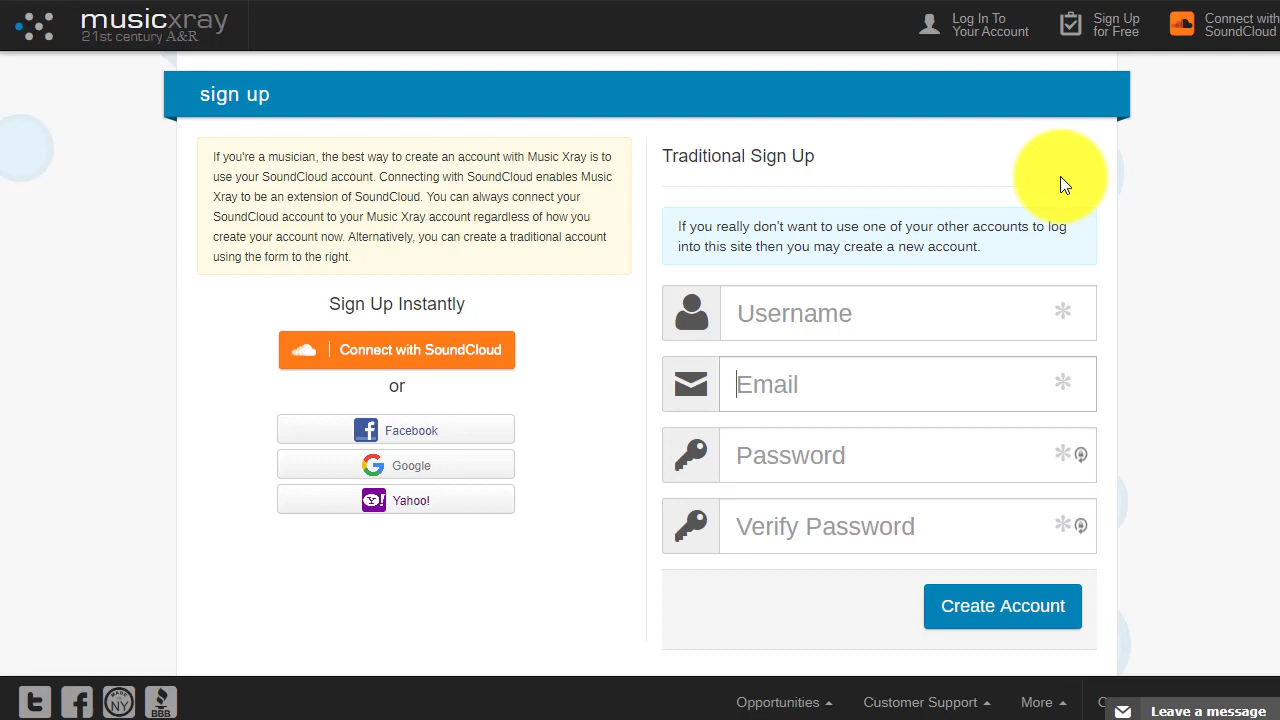 musicxray
21st century A&R
Log In To
Your Account
Sign Up
for Free
Connect with
SoundCloud
sign up
If you're a musician, the best way to create an account with Music Xray is to
use your SoundCloud account. Connecting with SoundCloud enables Music
Xray to be an extension of SoundCloud. You can always connect your
SoundCloud account to your Music Xray account regardless of how you
create your account now. Alternatively, you can create a traditional account
using the form to the right.
Sign Up Instantly
Connect with SoundCloud
or
Facebook
Google
Yahoo!
Traditional Sign Up
If you really don't want to use one of your other accounts to log
into this site then you may create a new account.
Username
Email
Password
Verify Password
Create Account
MADE IN NY
BBB
Opportunities
Customer Support
More
Leave a message